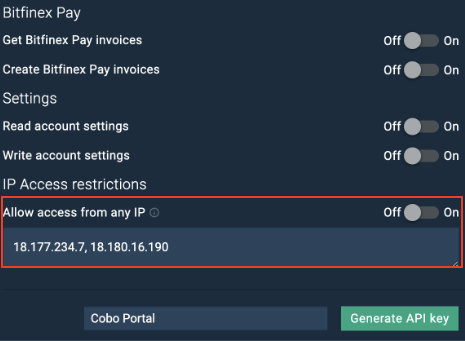 Bitfinex Pay
Get Bitfinex Pay invoices Off On
Create Bitfinex Pay invoices Off On
Settings
Read account settings Off On
Write account settings Off On
IP Access restrictions
Allow access from any IP Off On
18.177.234.7, 18.180.16.190
Cobo Portal Generate API key